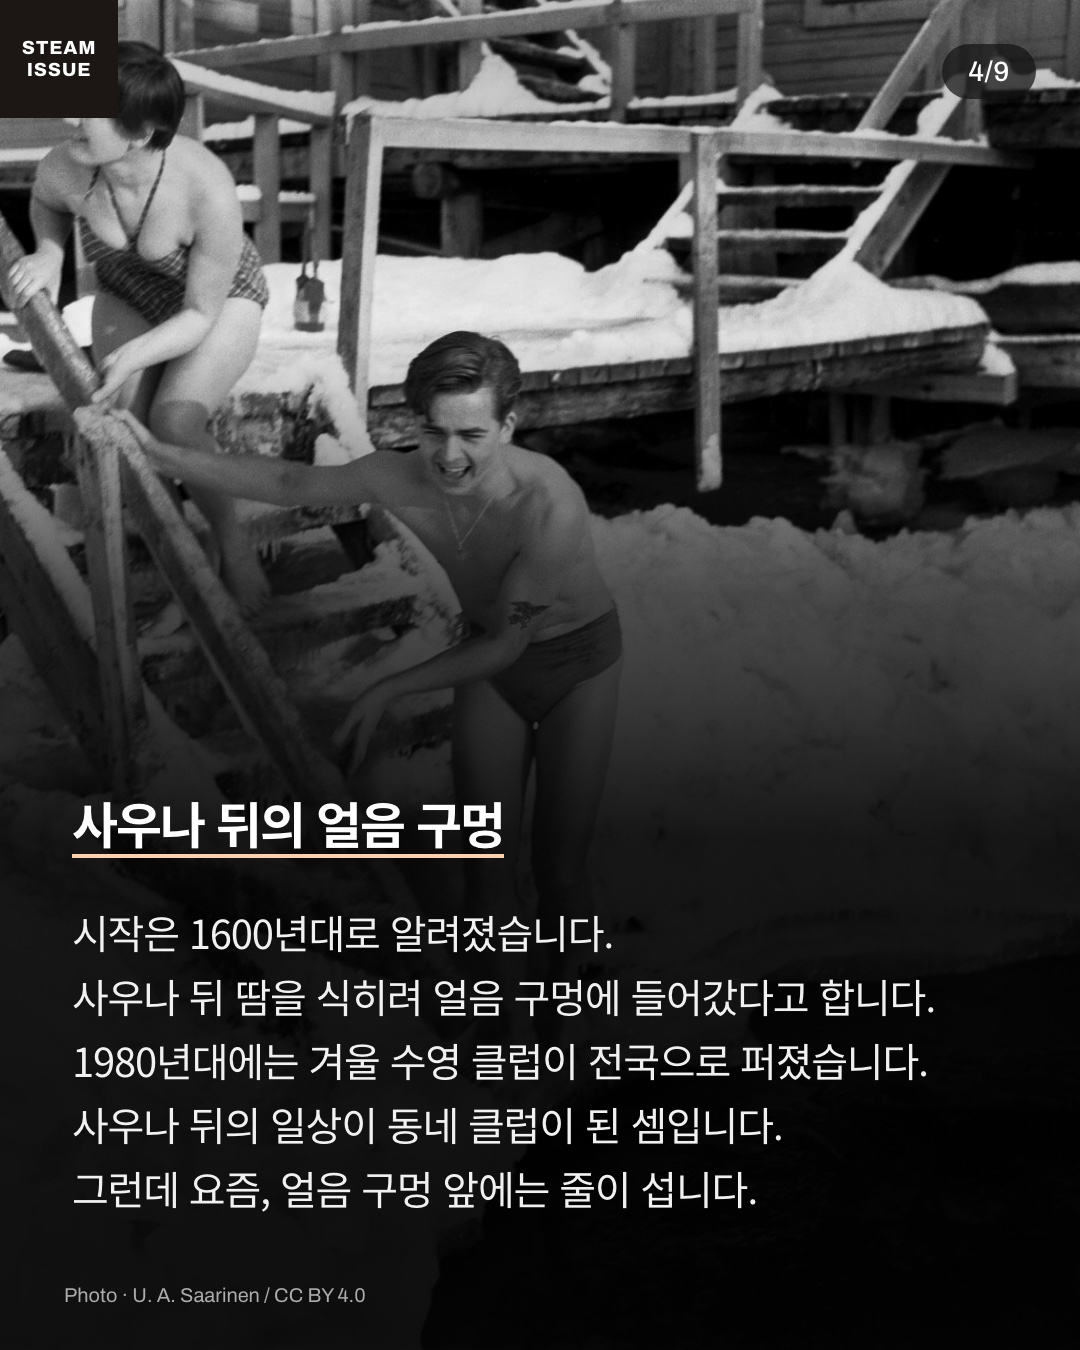 STEAM
ISSUE
4/9
사우나 뒤의 얼음 구멍
시작은 1600년대로 알려졌습니다.
사우나 뒤 땀을 식히려 얼음 구멍에 들어갔다고 합니다.
1980년대에는 겨울 수영 클럽이 전국으로 퍼졌습니다.
사우나 뒤의 일상이 동네 클럽이 된 셈입니다.
그런데 요즘, 얼음 구멍 앞에는 줄이 섭니다.
Photo · U. A. Saarinen / CC BY 4.0